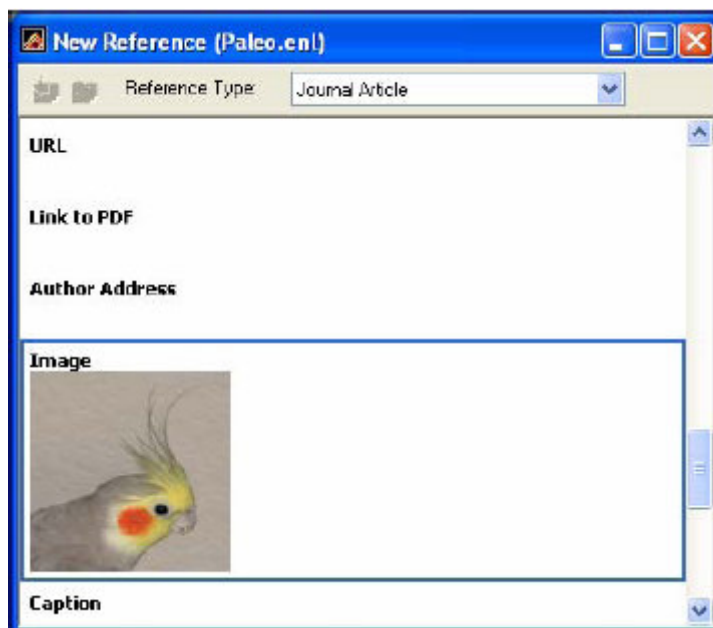 New Reference (Paleo.enl)
Reference Type:
Journal Article
URL
Link to PDF
Author Address
Image
Caption